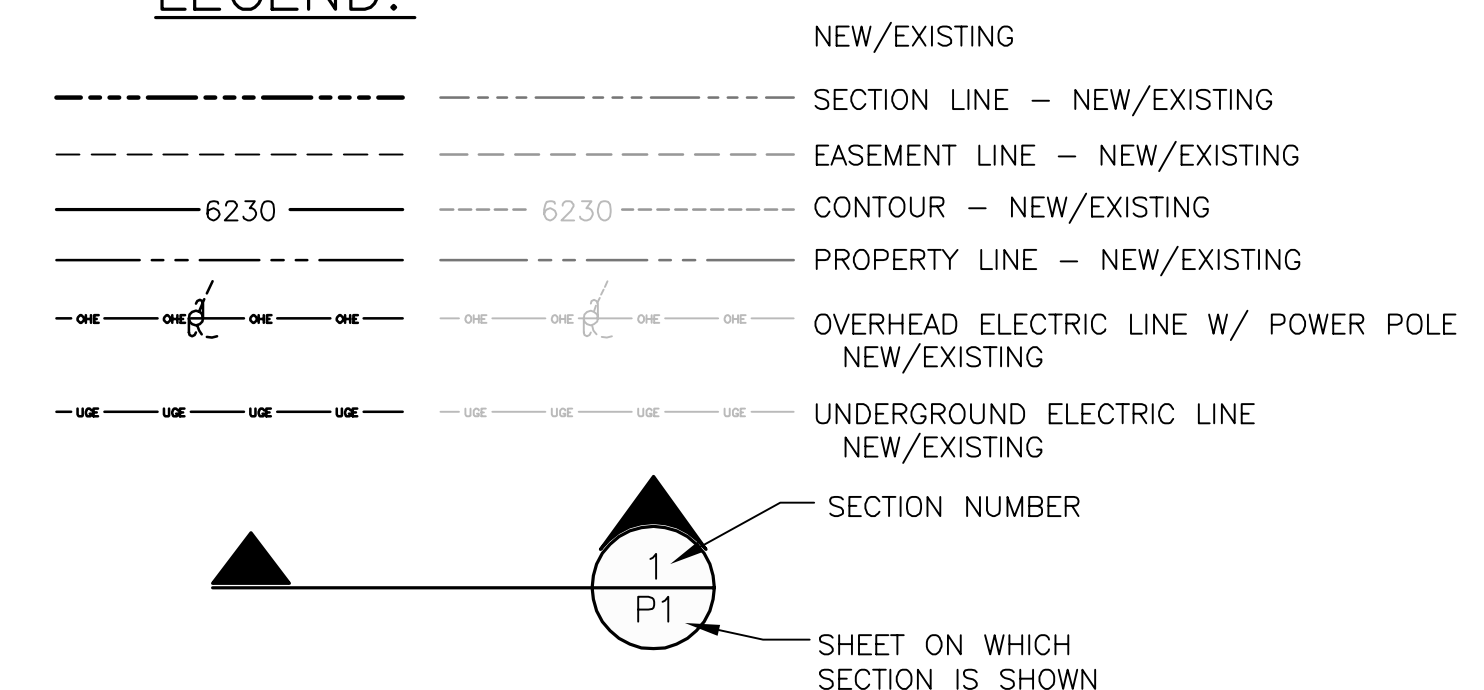 LEGEND:
NEW/EXISTING
SECTION LINE – NEW/EXISTING
EASEMENT LINE – NEW/EXISTING
6230 6230 CONTOUR – NEW/EXISTING
PROPERTY LINE – NEW/EXISTING
OHE OHE OHE OHE OHE OHE OHE OHE OVERHEAD ELECTRIC LINE W/ POWER POLE
NEW/EXISTING
UGE UGE UGE UGE UGE UGE UGE UGE UNDERGROUND ELECTRIC LINE
NEW/EXISTING
SECTION NUMBER
1
P1
SHEET ON WHICH
SECTION IS SHOWN